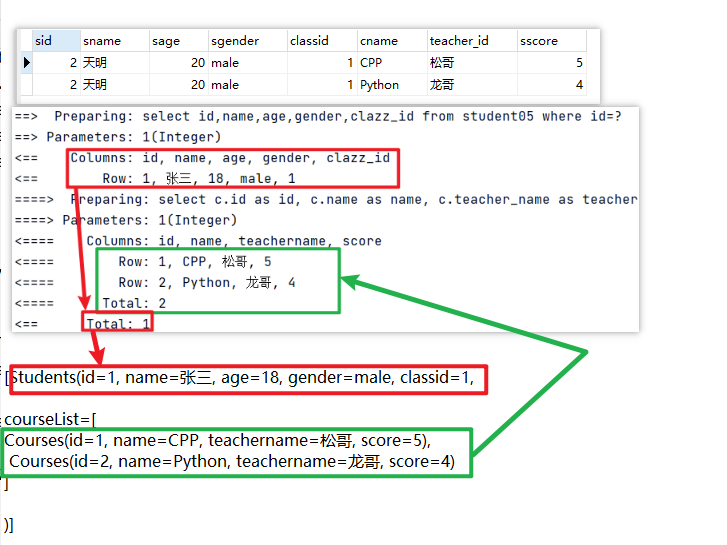 sid sname sage sgender classid cname teacher_id sscore
2 天明 20 male 1 CPP 松哥 5
2 天明 20 male 1 Python 龙哥 4
==>  Preparing: select id,name,age,gender,clazz_id from student05 where id=?
==> Parameters: 1(Integer)
<==    Columns: id, name, age, gender, clazz_id
<==        Row: 1, 张三, 18, male, 1
====>  Preparing: select c.id as id, c.name as name, c.teacher_name as teacher
====> Parameters: 1(Integer)
<====    Columns: id, name, teachername, score
<====        Row: 1, CPP, 松哥, 5
<====        Row: 2, Python, 龙哥, 4
<====      Total: 2
<==      Total: 1
[Students(id=1, name=张三, age=18, gender=male, classid=1,
courseList=[
Courses(id=1, name=CPP, teachername=松哥, score=5),
Courses(id=2, name=Python, teachername=龙哥, score=4)
]
)]